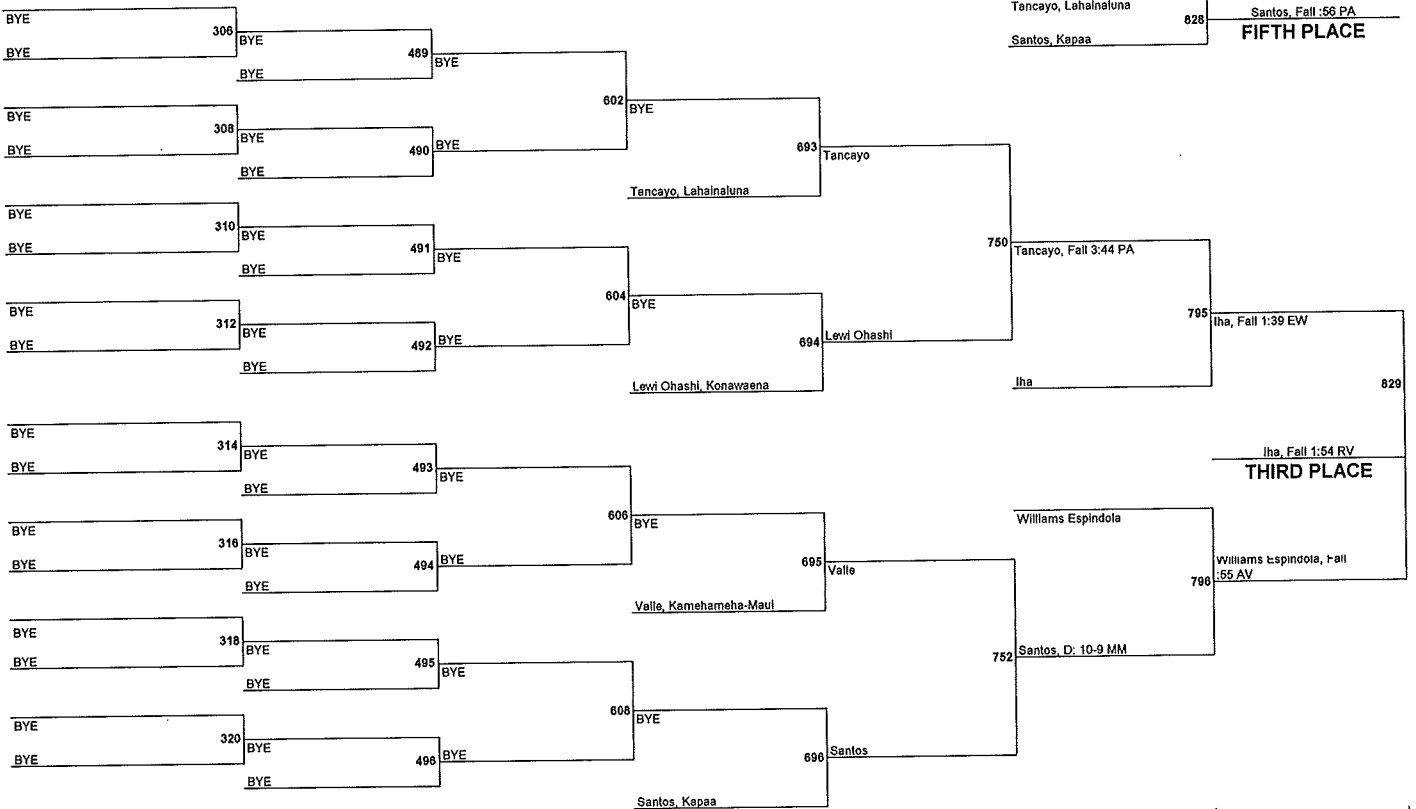 Tancayo, Lahainaluna
828
Santos, Fall :56 PA
FIFTH PLACE
Santos, Kapaa
BYE
306
BYE
BYE
489
BYE
BYE
602
BYE
BYE
308
BYE
BYE
490
BYE
BYE
693
Tancayo
Tancayo, Lahainaluna
BYE
310
BYE
BYE
491
BYE
BYE
750
Tancayo, Fall 3:44 PA
604
BYE
BYE
312
BYE
BYE
492
BYE
BYE
694
Lewi Ohashi
Lewi Ohashi, Konawaena
795
Iha, Fall 1:39 EW
Iha
829
BYE
314
BYE
BYE
493
BYE
BYE
Iha, Fall 1:54 RV
THIRD PLACE
606
BYE
BYE
316
BYE
BYE
494
BYE
BYE
695
Valle
Valle, Kamehameha-Maui
Williams Espindola
796
Williams Espindola, Fall
:55 AV
BYE
318
BYE
BYE
495
BYE
BYE
752
Santos, D: 10-9 MM
608
BYE
BYE
320
BYE
BYE
496
BYE
BYE
696
Santos
Santos, Kapaa